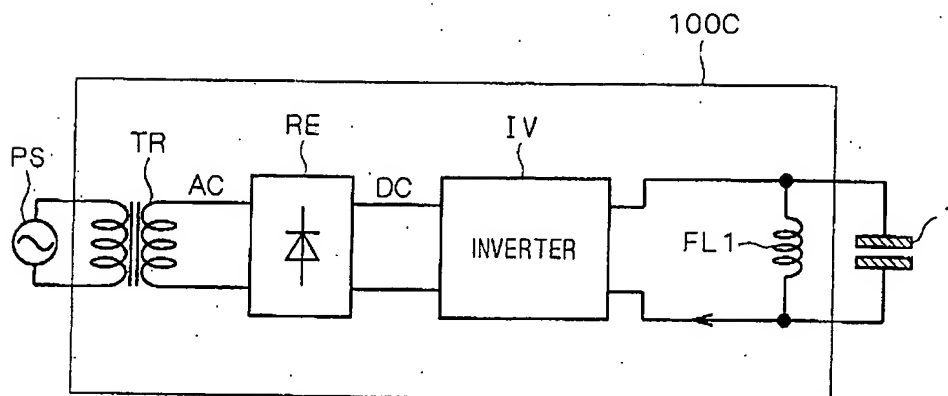 100C
PS
TR
AC
RE
DC
IV
INVERTER
FL1